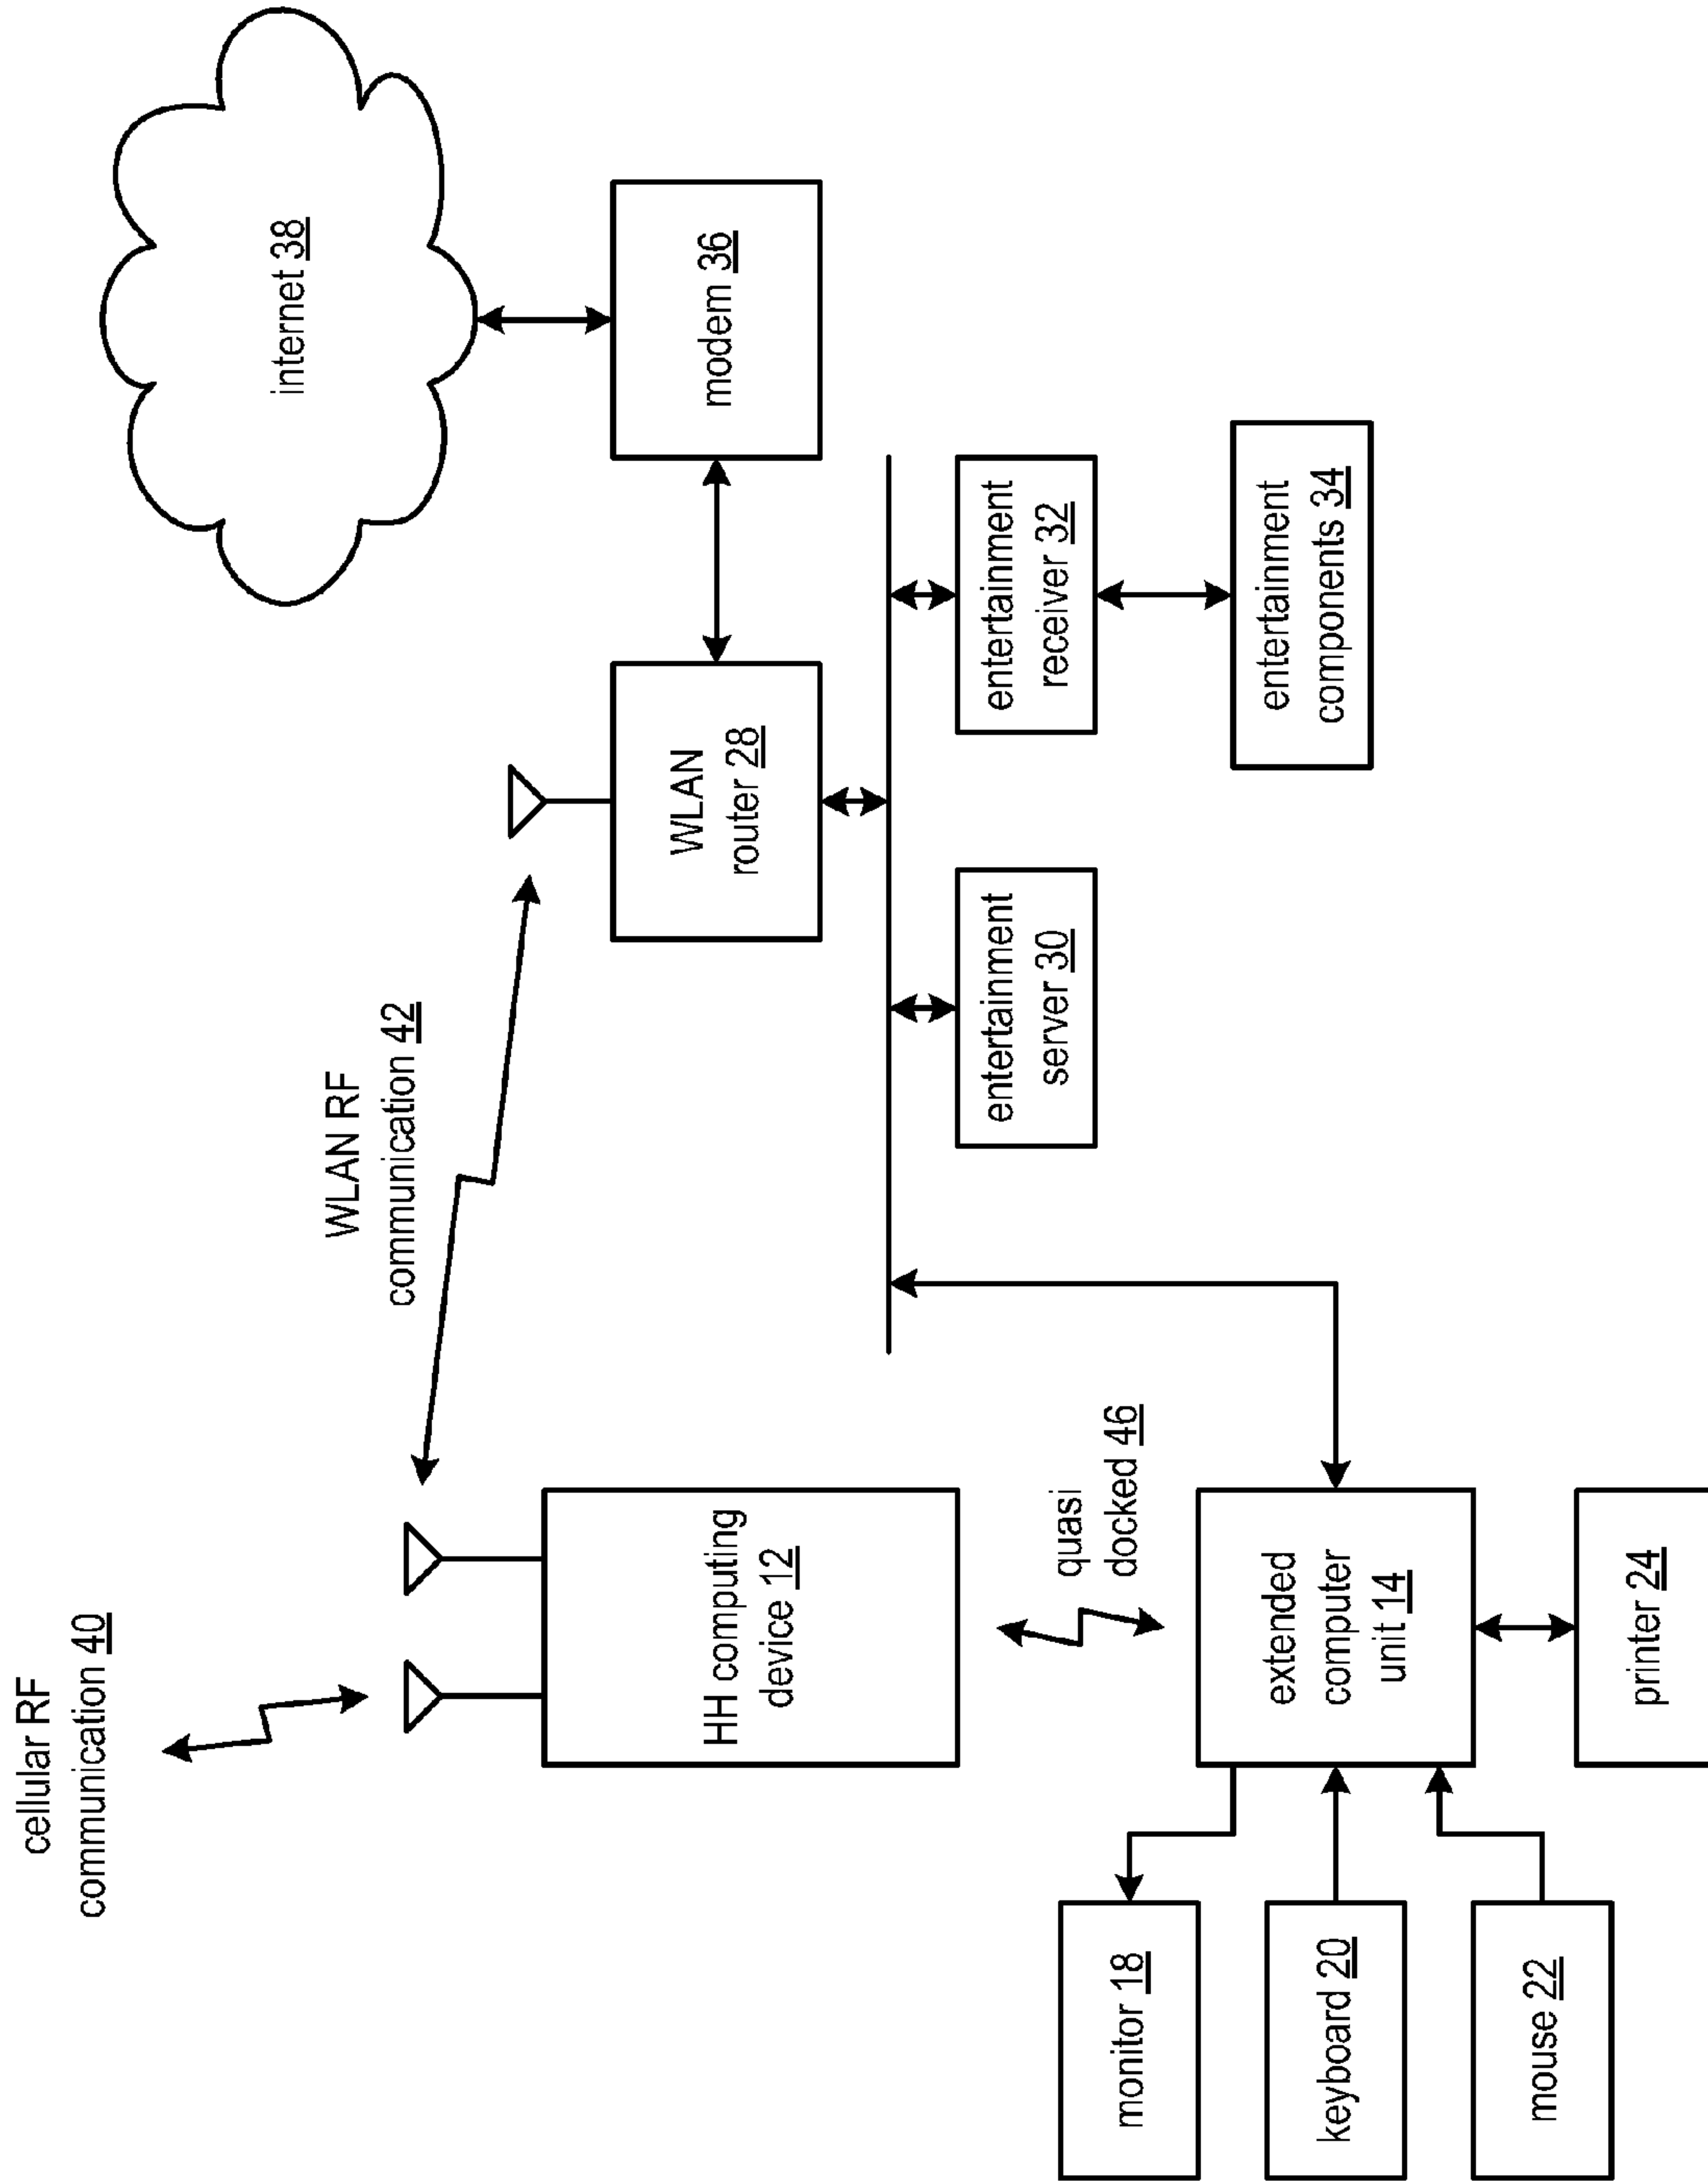 cellular RF
communication 40
WLAN RF
communication 42
internet 38
HH computing
device 12
WLAN
router 28
modem 36
quasi
docked 46
entertainment
server 30
entertainment
receiver 32
monitor 18
extended
computer
unit 14
entertainment
components 34
keyboard 20
mouse 22
printer 24